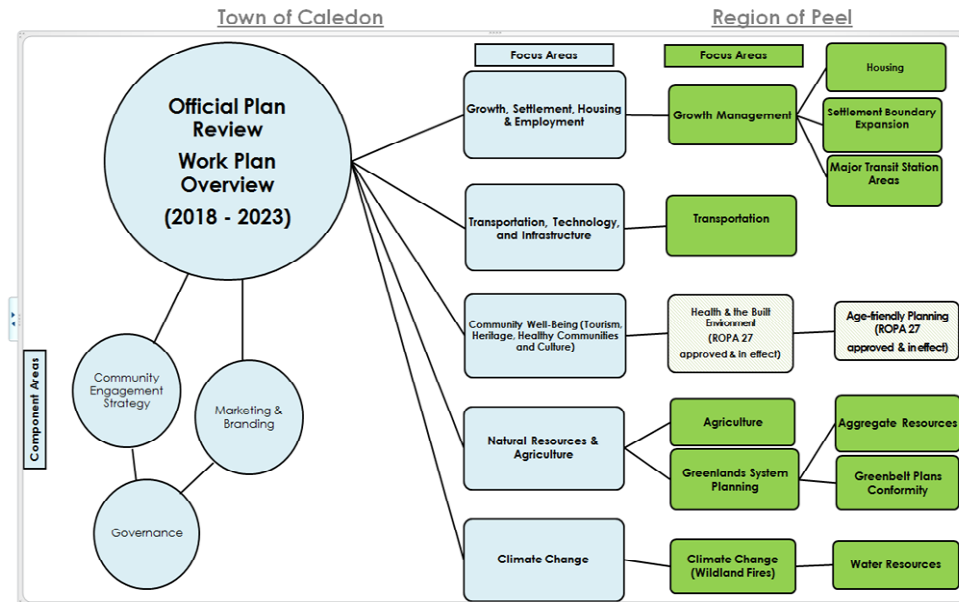 Town of Caledon
Region of Peel
Official Plan
Review
Work Plan
Overview
(2018 - 2023)
Component Areas
Community
Engagement
Strategy
Marketing &
Branding
Governance
Focus Areas
Growth, Settlement, Housing
& Employment
Transportation, Technology,
and Infrastructure
Community Well-Being (Tourism,
Heritage, Healthy Communities
and Culture)
Natural Resources &
Agriculture
Climate Change
Focus Areas
Growth Management
Housing
Settlement Boundary
Expansion
Major Transit Station
Areas
Transportation
Health & the Built
Environment
(ROPA 27
approved & in effect)
Age-friendly Planning
(ROPA 27
approved & in effect)
Agriculture
Greenlands System
Planning
Aggregate Resources
Greenbelt Plans
Conformity
Climate Change
(Wildland Fires)
Water Resources